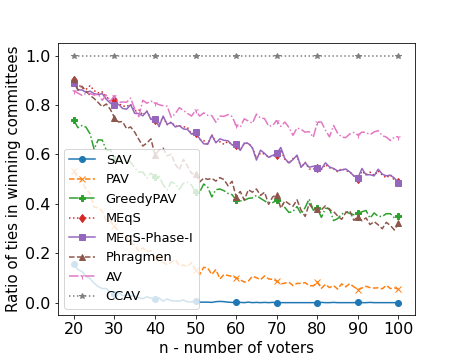 Ratio of ties in winning committees
1.0
0.8
0.6
0.4
0.2
0.0
SAV
PAV
GreedyPAV
MEqS
MEqS-Phase-I
Phragmen
AV
CCAV
20 30 40 50 60 70 80 90 100
n - number of voters